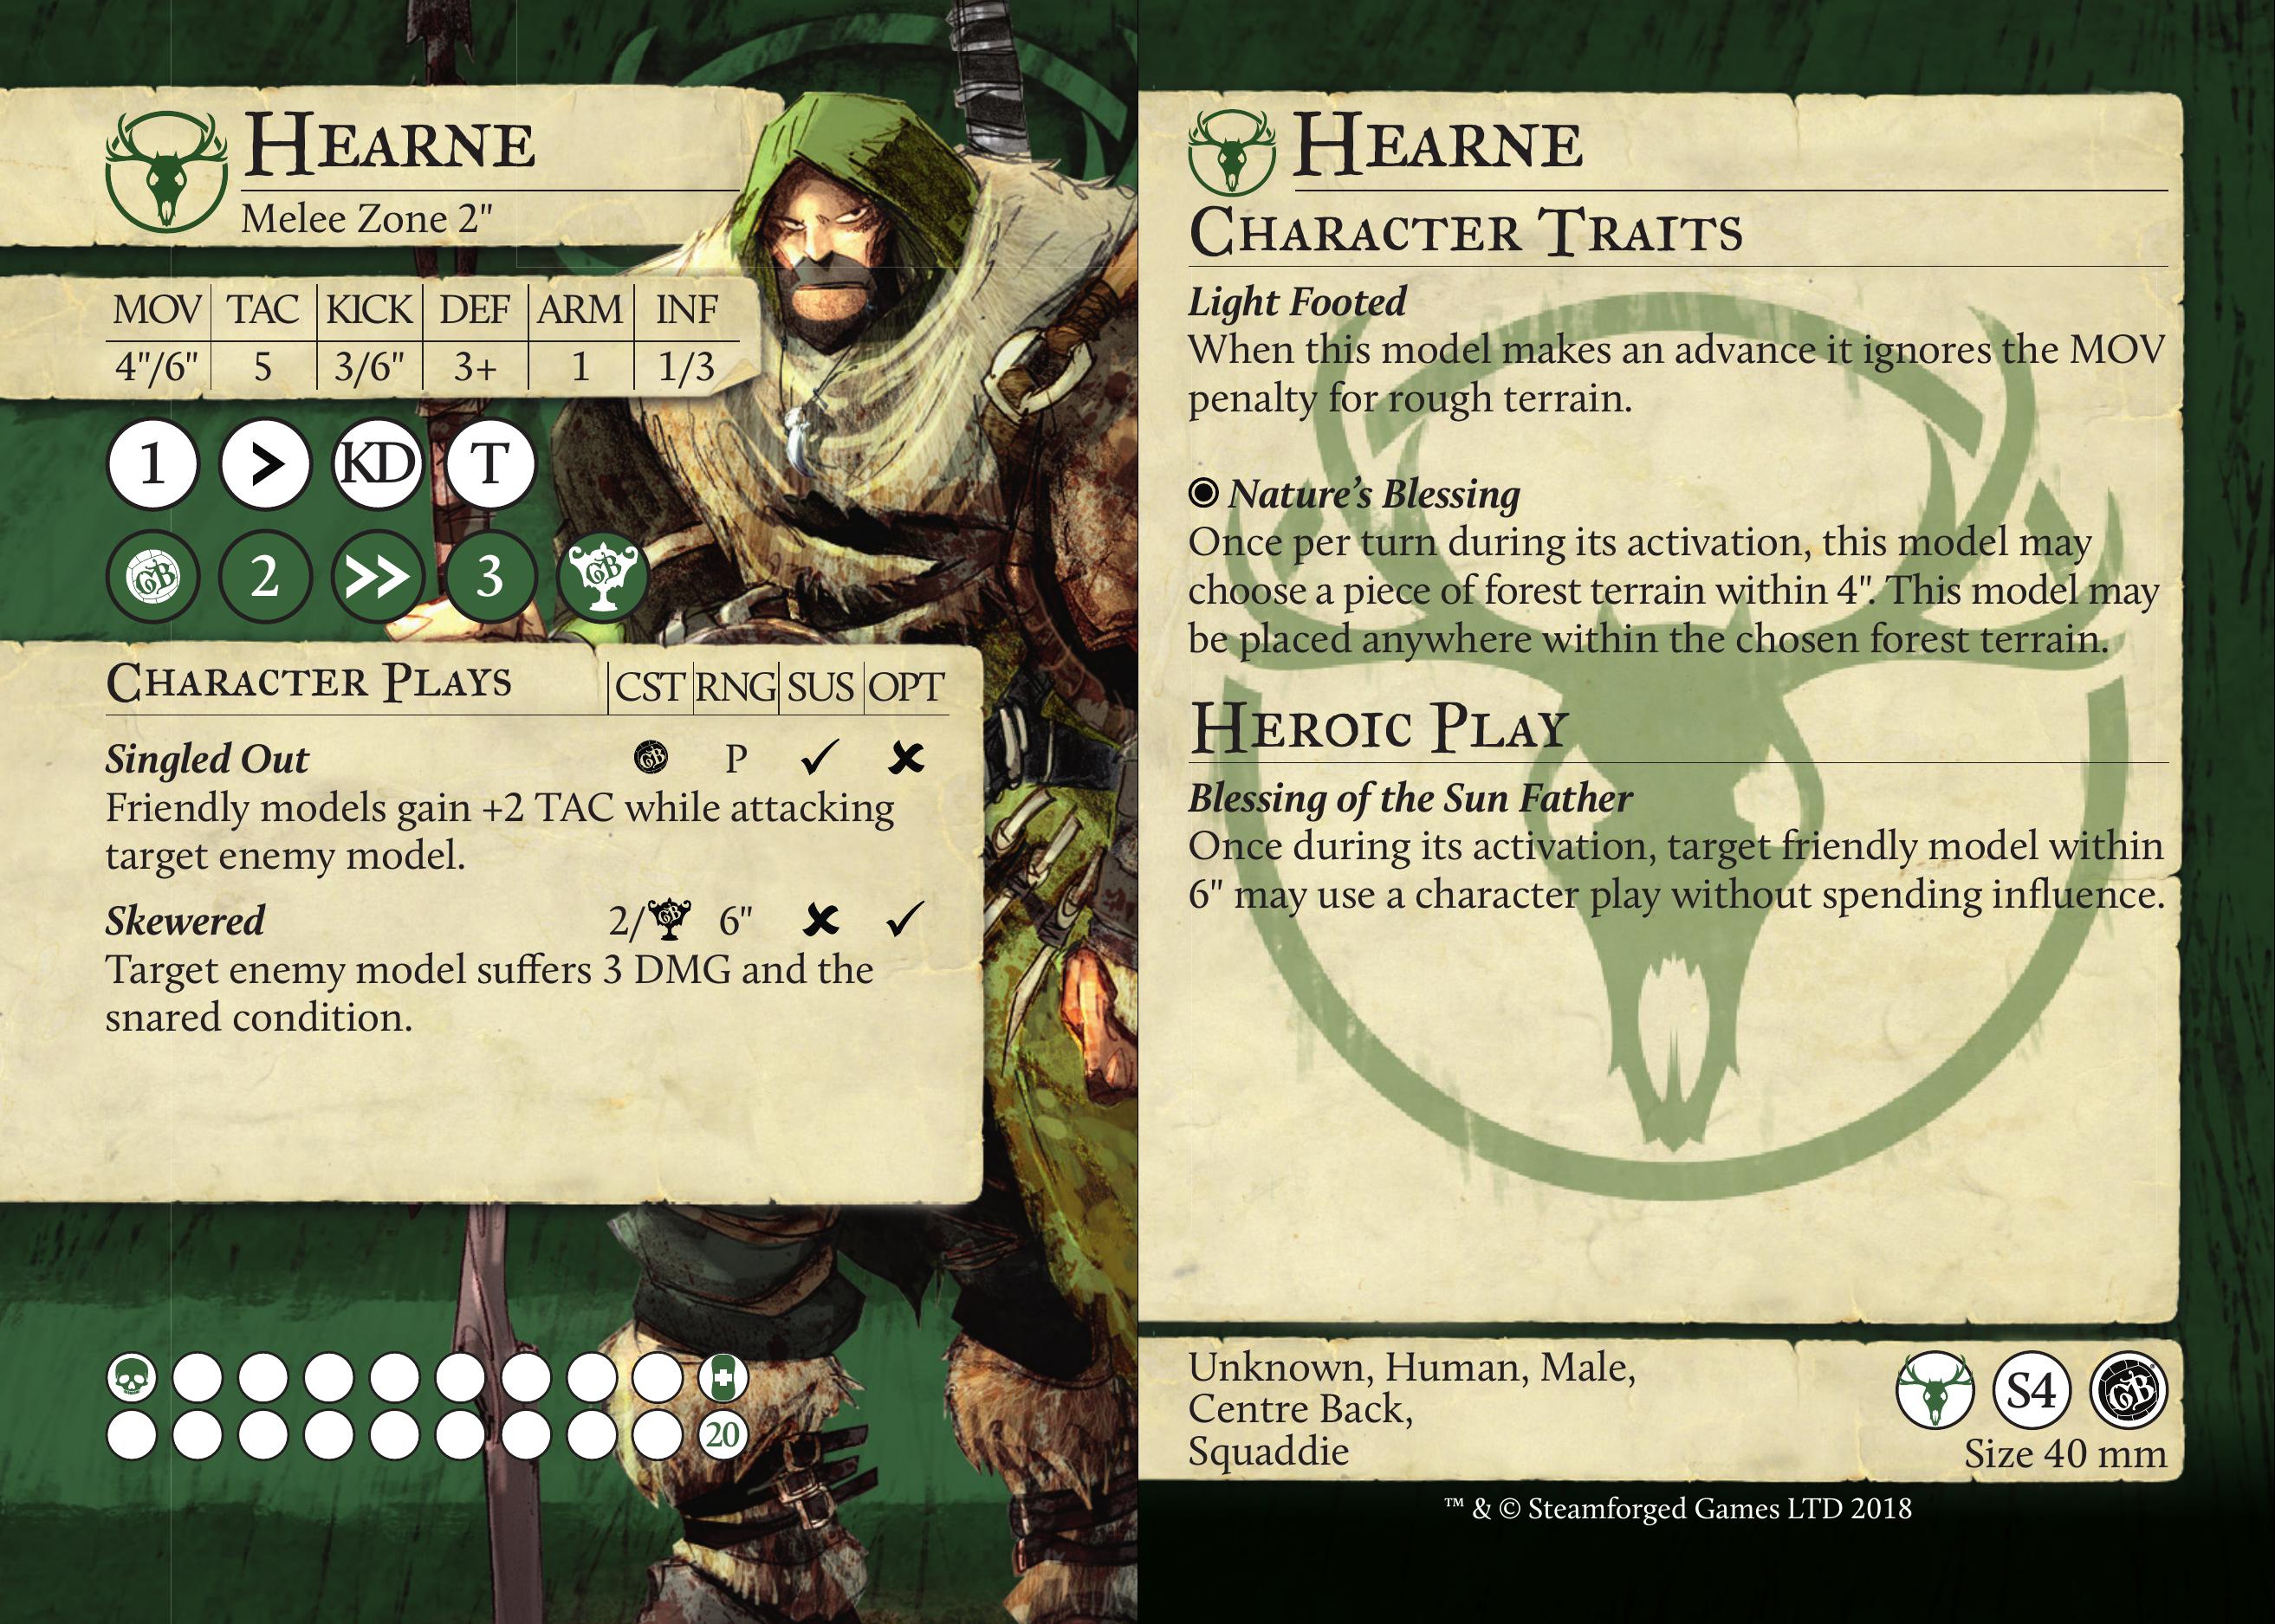 HEARNE
Melee Zone 2"
MOV TAC KICK DEF ARM INF
4"/6" 5 3/6" 3+ 1 1/3
1 > KD T
GB 2 >> 3 GB
CHARACTER PLAYS CST RNG SUS OPT
Singled Out GB P ✓ ✘
Friendly models gain +2 TAC while attacking
target enemy model.
Skewered 2/GB 6" ✘ ✓
Target enemy model suffers 3 DMG and the
snared condition.
20
HEARNE
CHARACTER TRAITS
Light Footed
When this model makes an advance it ignores the MOV
penalty for rough terrain.
Nature's Blessing
Once per turn during its activation, this model may
choose a piece of forest terrain within 4". This model may
be placed anywhere within the chosen forest terrain.
HEROIC PLAY
Blessing of the Sun Father
Once during its activation, target friendly model within
6" may use a character play without spending influence.
Unknown, Human, Male,
Centre Back,
Squaddie
S4 GB
Size 40 mm
™ & © Steamforged Games LTD 2018